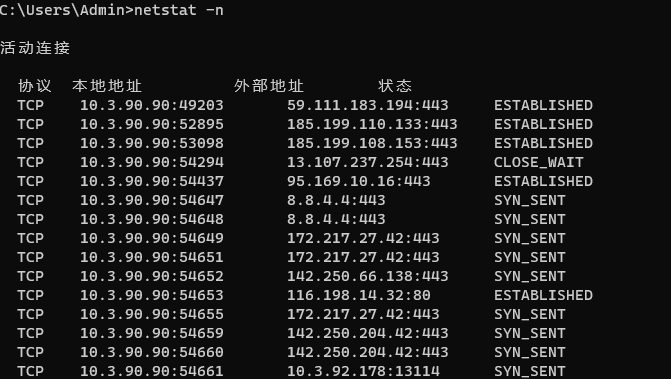 C:\Users\Admin>netstat -n
活动连接
协议 本地地址 外部地址 状态
TCP 10.3.90.90:49203 59.111.183.194:443 ESTABLISHED
TCP 10.3.90.90:52895 185.199.110.133:443 ESTABLISHED
TCP 10.3.90.90:53098 185.199.108.153:443 ESTABLISHED
TCP 10.3.90.90:54294 13.107.237.254:443 CLOSE_WAIT
TCP 10.3.90.90:54437 95.169.10.16:443 ESTABLISHED
TCP 10.3.90.90:54647 8.8.4.4:443 SYN_SENT
TCP 10.3.90.90:54648 8.8.4.4:443 SYN_SENT
TCP 10.3.90.90:54649 172.217.27.42:443 SYN_SENT
TCP 10.3.90.90:54651 172.217.27.42:443 SYN_SENT
TCP 10.3.90.90:54652 142.250.66.138:443 SYN_SENT
TCP 10.3.90.90:54653 116.198.14.32:80 ESTABLISHED
TCP 10.3.90.90:54655 172.217.27.42:443 SYN_SENT
TCP 10.3.90.90:54659 142.250.204.42:443 SYN_SENT
TCP 10.3.90.90:54660 142.250.204.42:443 SYN_SENT
TCP 10.3.90.90:54661 10.3.92.178:13114 SYN_SENT